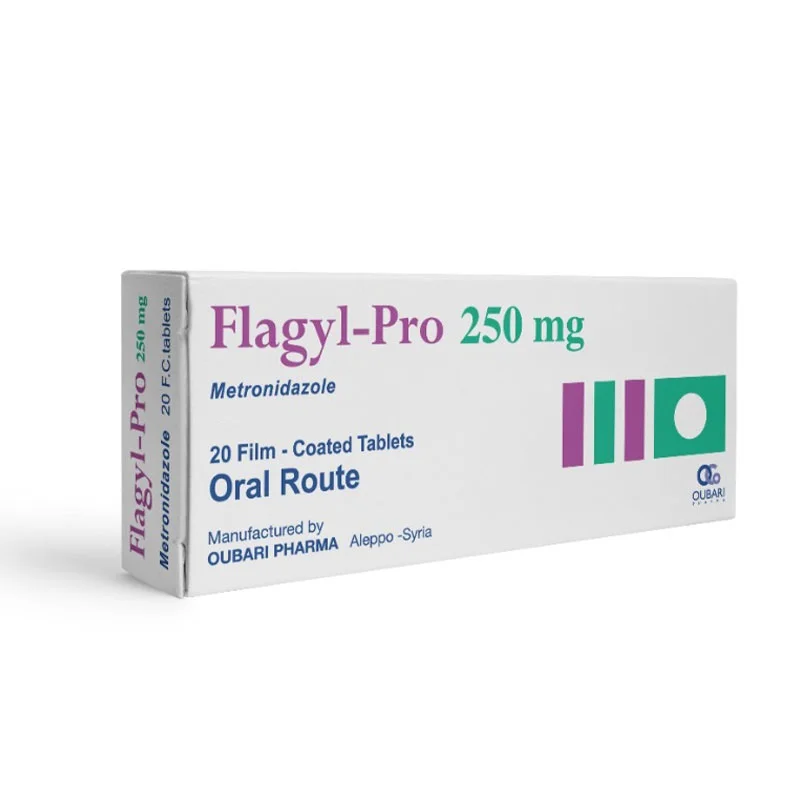 Flagyl-Pro 250 mg
Metronidazole
20 Film - Coated Tablets
Oral Route
Manufactured by
OUBARI PHARMA Aleppo -Syria
OUBARI
PHARMA
Flagyl-Pro 250 mg
Metronidazole 20 F.C.tablets